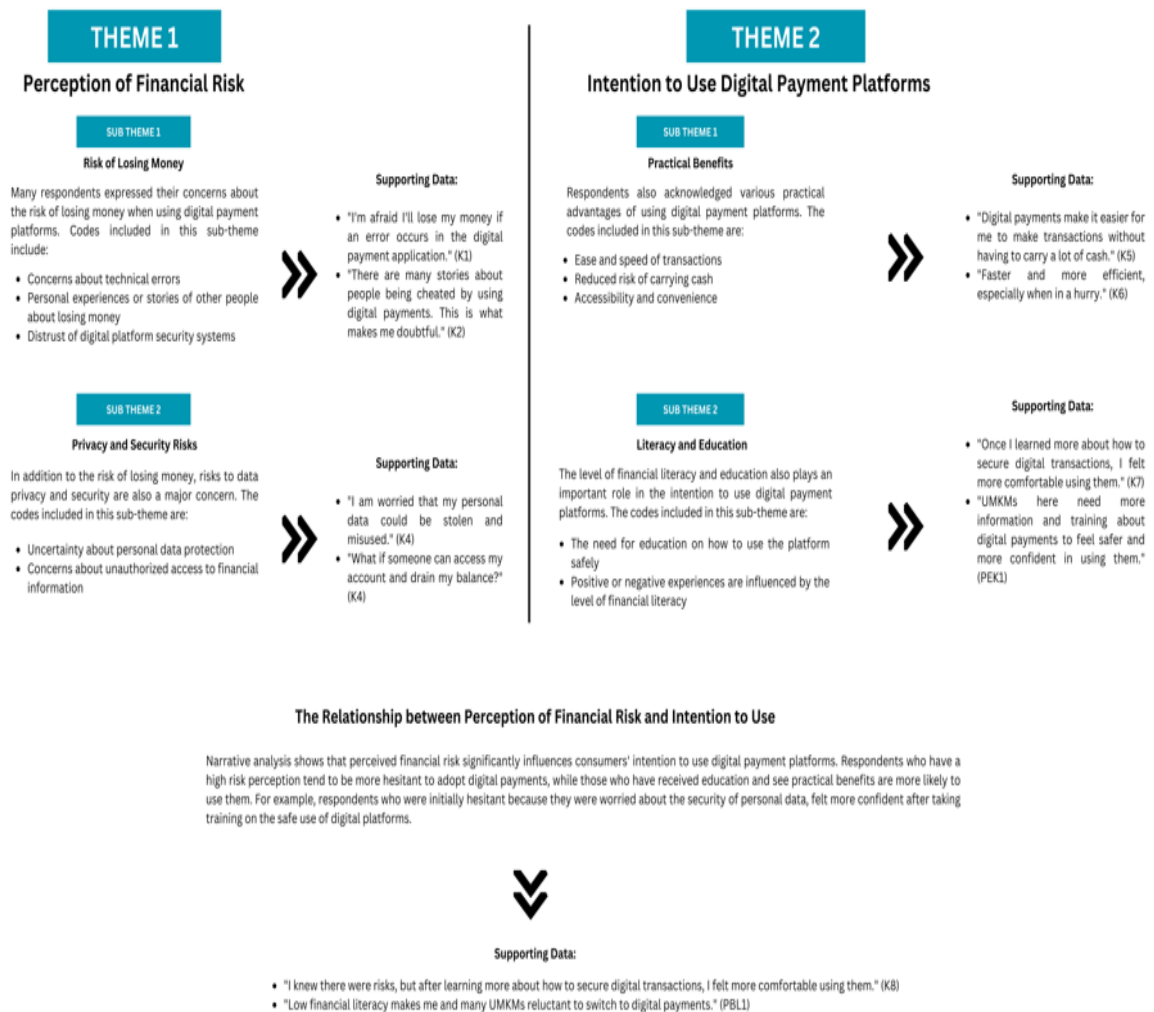 THEME 1
Perception of Financial Risk
SUB THEME 1
Risk of Losing Money
Many respondents expressed their concerns about
the risk of losing money when using digital payment
platforms. Codes included in this sub-theme
include:
• Concerns about technical errors
• Personal experiences or stories of other people
about losing money
• Distrust of digital platform security systems
Supporting Data:
• "I'm afraid I'll lose my money if
an error occurs in the digital
payment application." (K1)
• "There are many stories about
people being cheated by using
digital payments. This is what
makes me doubtful." (K2)
SUB THEME 2
Privacy and Security Risks
In addition to the risk of losing money, risks to data
privacy and security are also a major concern. The
codes included in this sub-theme are:
• Uncertainty about personal data protection
• Concerns about unauthorized access to financial
information
Supporting Data:
• "I am worried that my personal
data could be stolen and
misused." (K4)
• "What if someone can access my
account and drain my balance?"
(K4)
THEME 2
Intention to Use Digital Payment Platforms
SUB THEME 1
Practical Benefits
Respondents also acknowledged various practical
advantages of using digital payment platforms. The
codes included in this sub-theme are:
• Ease and speed of transactions
• Reduced risk of carrying cash
• Accessibility and convenience
Supporting Data:
• "Digital payments make it easier for
me to make transactions without
having to carry a lot of cash." (K5)
• "Faster and more efficient,
especially when in a hurry." (K6)
SUB THEME 2
Literacy and Education
The level of financial literacy and education also plays an
important role in the intention to use digital payment
platforms. The codes included in this sub-theme are:
• The need for education on how to use the platform
safely
• Positive or negative experiences are influenced by the
level of financial literacy
Supporting Data:
• "Once I learned more about how to
secure digital transactions, I felt
more comfortable using them." (K7)
• "UMKMs here need more
information and training about
digital payments to feel safer and
more confident in using them."
(PEK1)
The Relationship between Perception of Financial Risk and Intention to Use
Narrative analysis shows that perceived financial risk significantly influences consumers' intention to use digital payment platforms. Respondents who have a
high risk perception tend to be more hesitant to adopt digital payments, while those who have received education and see practical benefits are more likely to
use them. For example, respondents who were initially hesitant because they were worried about the security of personal data, felt more confident after taking
training on the safe use of digital platforms.
Supporting Data:
• "I knew there were risks, but after learning more about how to secure digital transactions, I felt more comfortable using them." (K8)
• "Low financial literacy makes me and many UMKMs reluctant to switch to digital payments." (PBL1)